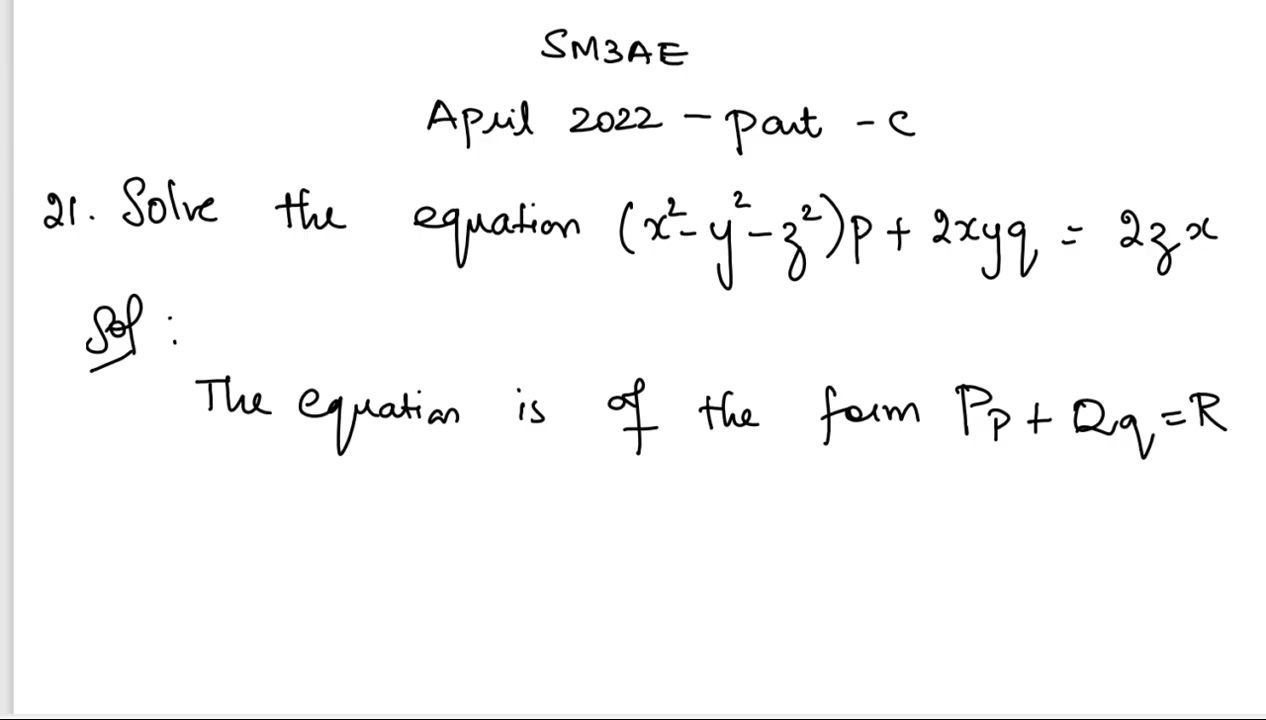 SM3AE
April 2022 - part - C
21. Solve the equation (x²-y²-z²)p + 2xyq = 2zx
Sol :
The equation is of the form Pp + Qq = R